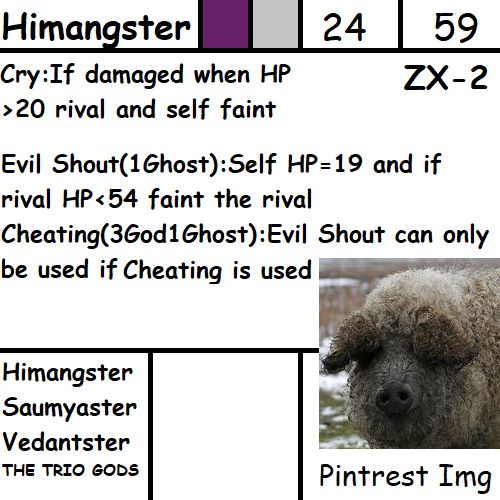 Himangster 24 59
ZX-2
Cry:If damaged when HP
>20 rival and self faint
Evil Shout(1Ghost):Self HP=19 and if
rival HP<54 faint the rival
Cheating(3God1Ghost):Evil Shout can only
be used if Cheating is used
Himangster
Saumyaster
Vedantster
THE TRIO GODS
Pintrest Img